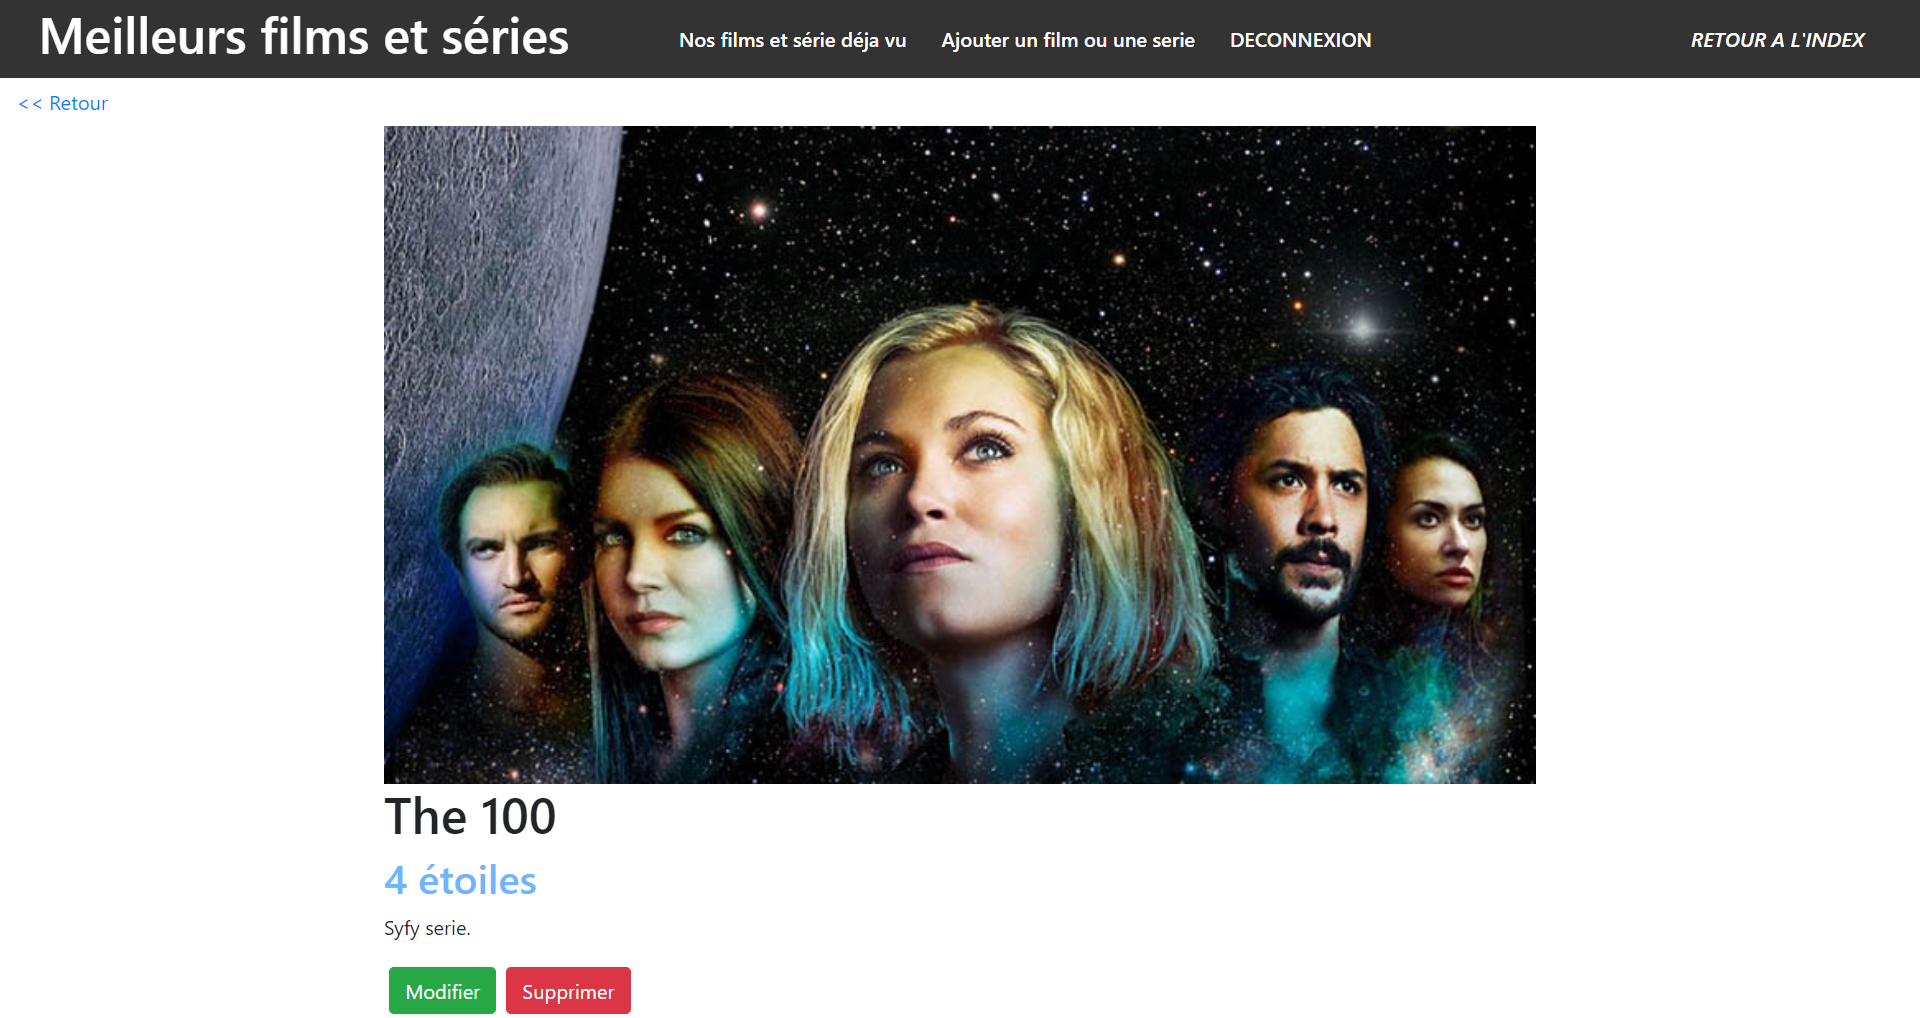 Meilleurs films et séries
Nos films et série déja vu
Ajouter un film ou une serie
DECONNEXION
RETOUR A L'INDEX
<< Retour
The 100
4 étoiles
Syfy serie.
Modifier
Supprimer